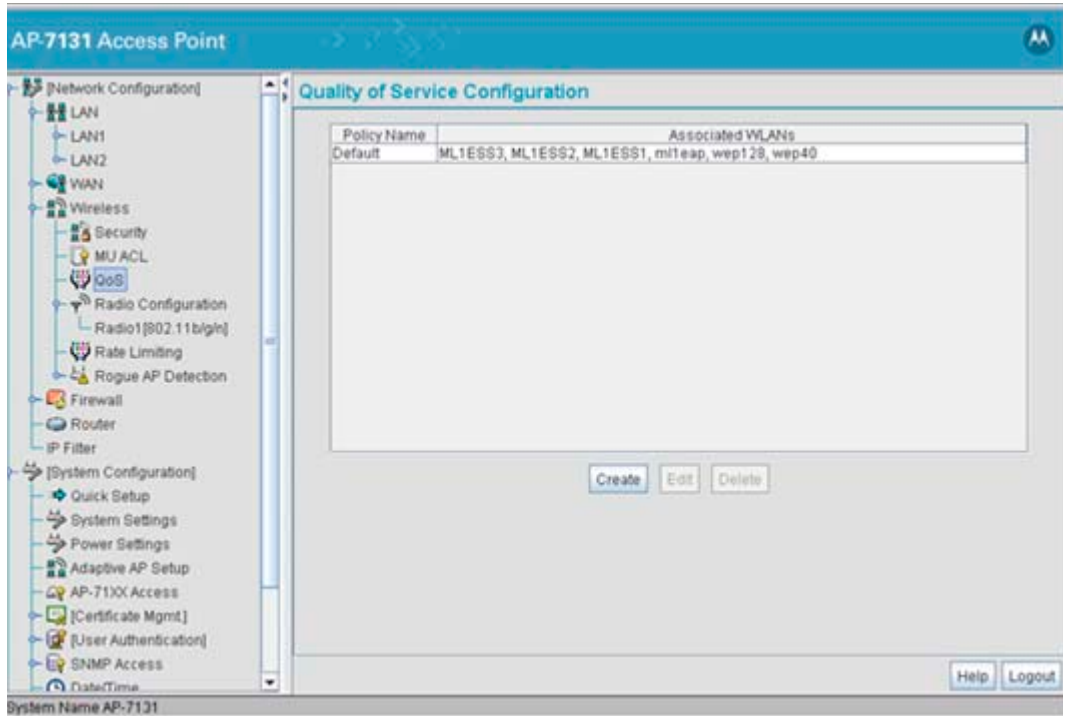 AP-7131 Access Point
[Network Configuration]
LAN
LAN1
LAN2
WAN
Wireless
Security
MU ACL
QoS
Radio Configuration
Radio1[802.11b/g/n]
Rate Limiting
Rogue AP Detection
Firewall
Router
IP Filter
[System Configuration]
Quick Setup
System Settings
Power Settings
Adaptive AP Setup
AP-71XX Access
[Certificate Mgmt.]
[User Authentication]
SNMP Access
Date/Time
Quality of Service Configuration
Policy Name Associated WLANs
Default ML1ESS3, ML1ESS2, ML1ESS1, ml1eap, wep128, wep40
Create Edit Delete
Help Logout
System Name AP-7131